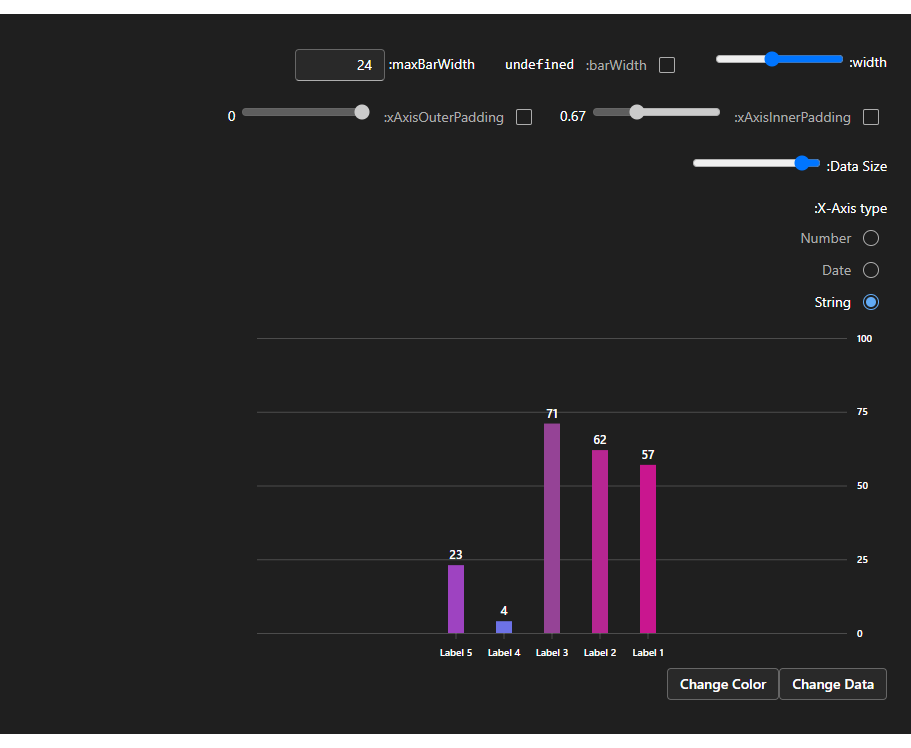 width:
barWidth: undefined
maxBarWidth: 24
xAxisInnerPadding: 0.67
xAxisOuterPadding: 0
Data Size:
X-Axis type:
Number
Date
String
100
75
50
25
0
57
62
71
4
23
Label 1
Label 2
Label 3
Label 4
Label 5
Change Data
Change Color